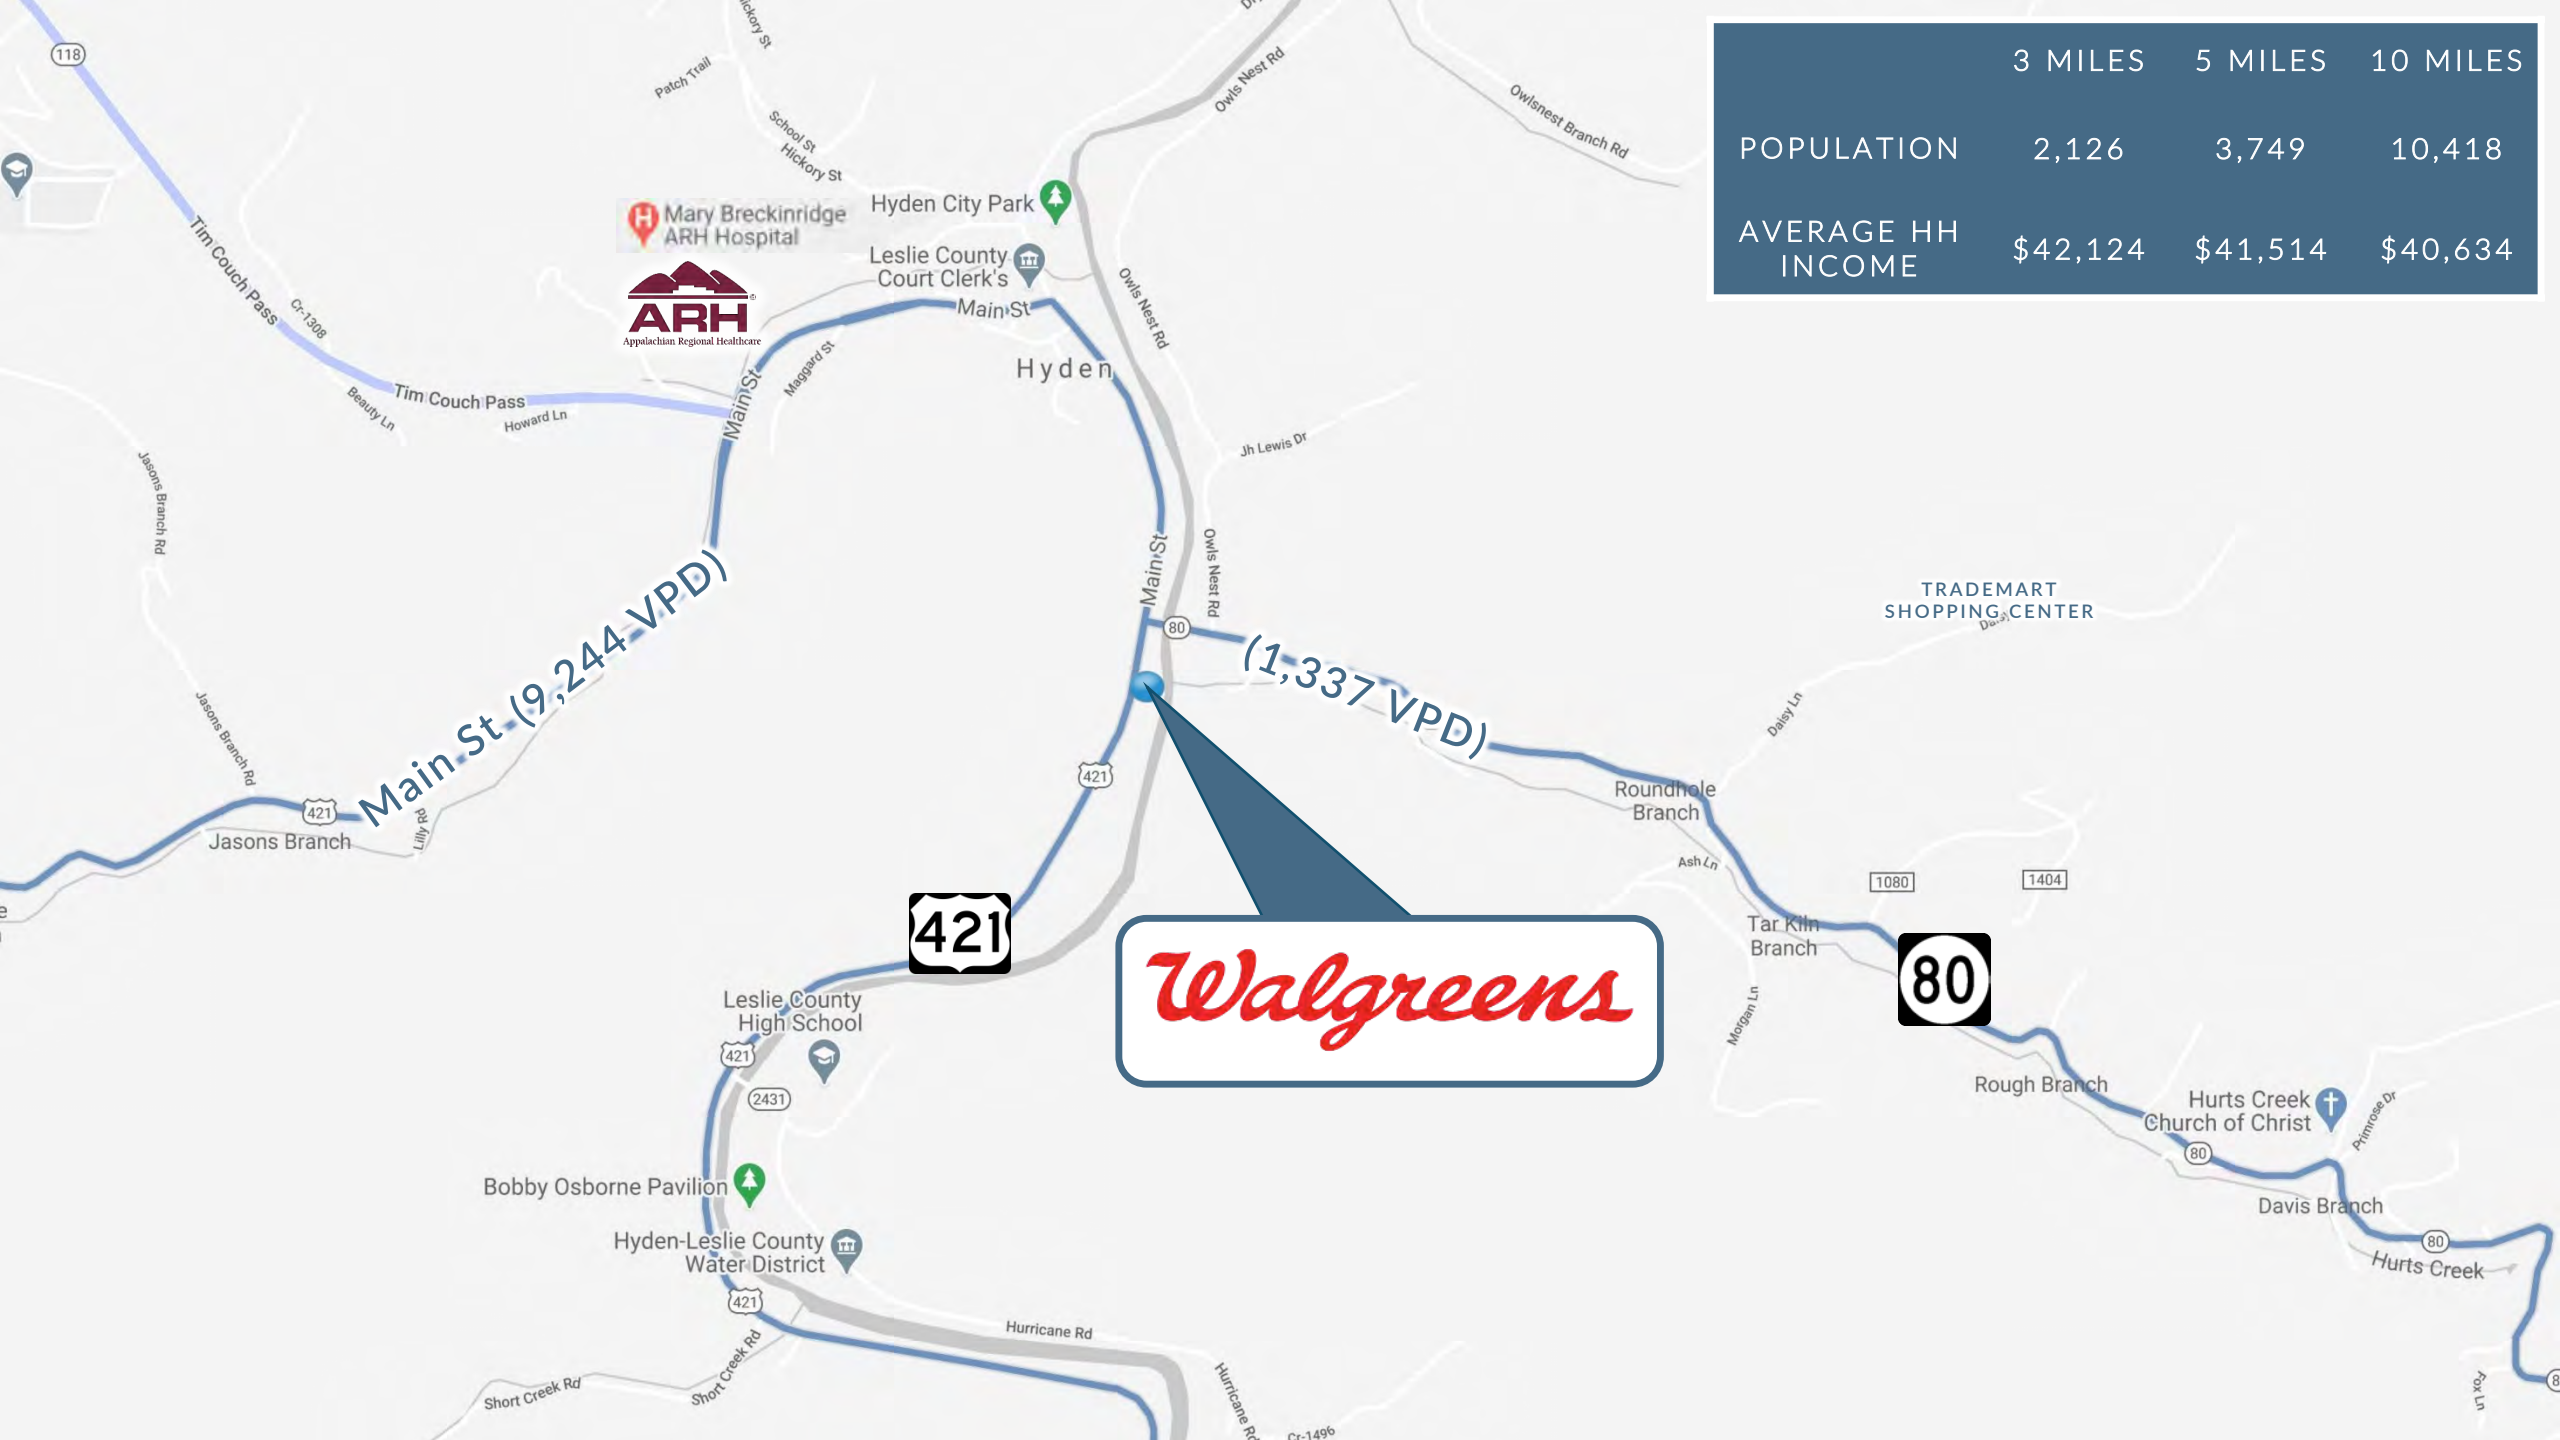 3 MILES 5 MILES 10 MILES
POPULATION 2,126 3,749 10,418
AVERAGE HH
INCOME $42,124 $41,514 $40,634
118
Hickory St
Patch Trail
School St
Hickory St
Owls Nest Rd
Owlsnest Branch Rd
Mary Breckinridge
ARH Hospital
ARH
Appalachian Regional Healthcare
Hyden City Park
Leslie County
Court Clerk's
Main St
Hyden
Owls Nest Rd
Tim Couch Pass
Cr-1308
Beauty Ln
Tim Couch Pass
Howard Ln
Main St
Maggard St
Jh Lewis Dr
Jasons Branch Rd
Main St
Owls Nest Rd
80
TRADEMART
SHOPPING CENTER
Main St (9,244 VPD)
(1,337 VPD)
Jasons Branch Rd
Daisy Ln
421
421
Jasons Branch
Lilly Rd
Roundhole
Branch
Ash Ln
1080
1404
421
Tar Kiln
Branch
80
Walgreens
Morgan Ln
Leslie County
High School
421
2431
Rough Branch
Hurts Creek
Church of Christ
Primrose Dr
80
Bobby Osborne Pavilion
Davis Branch
Hyden-Leslie County
Water District
80
Hurts Creek
421
Hurricane Rd
Short Creek Rd
Short Creek Rd
Hurricane Rd
Fox Ln
Cr-1496